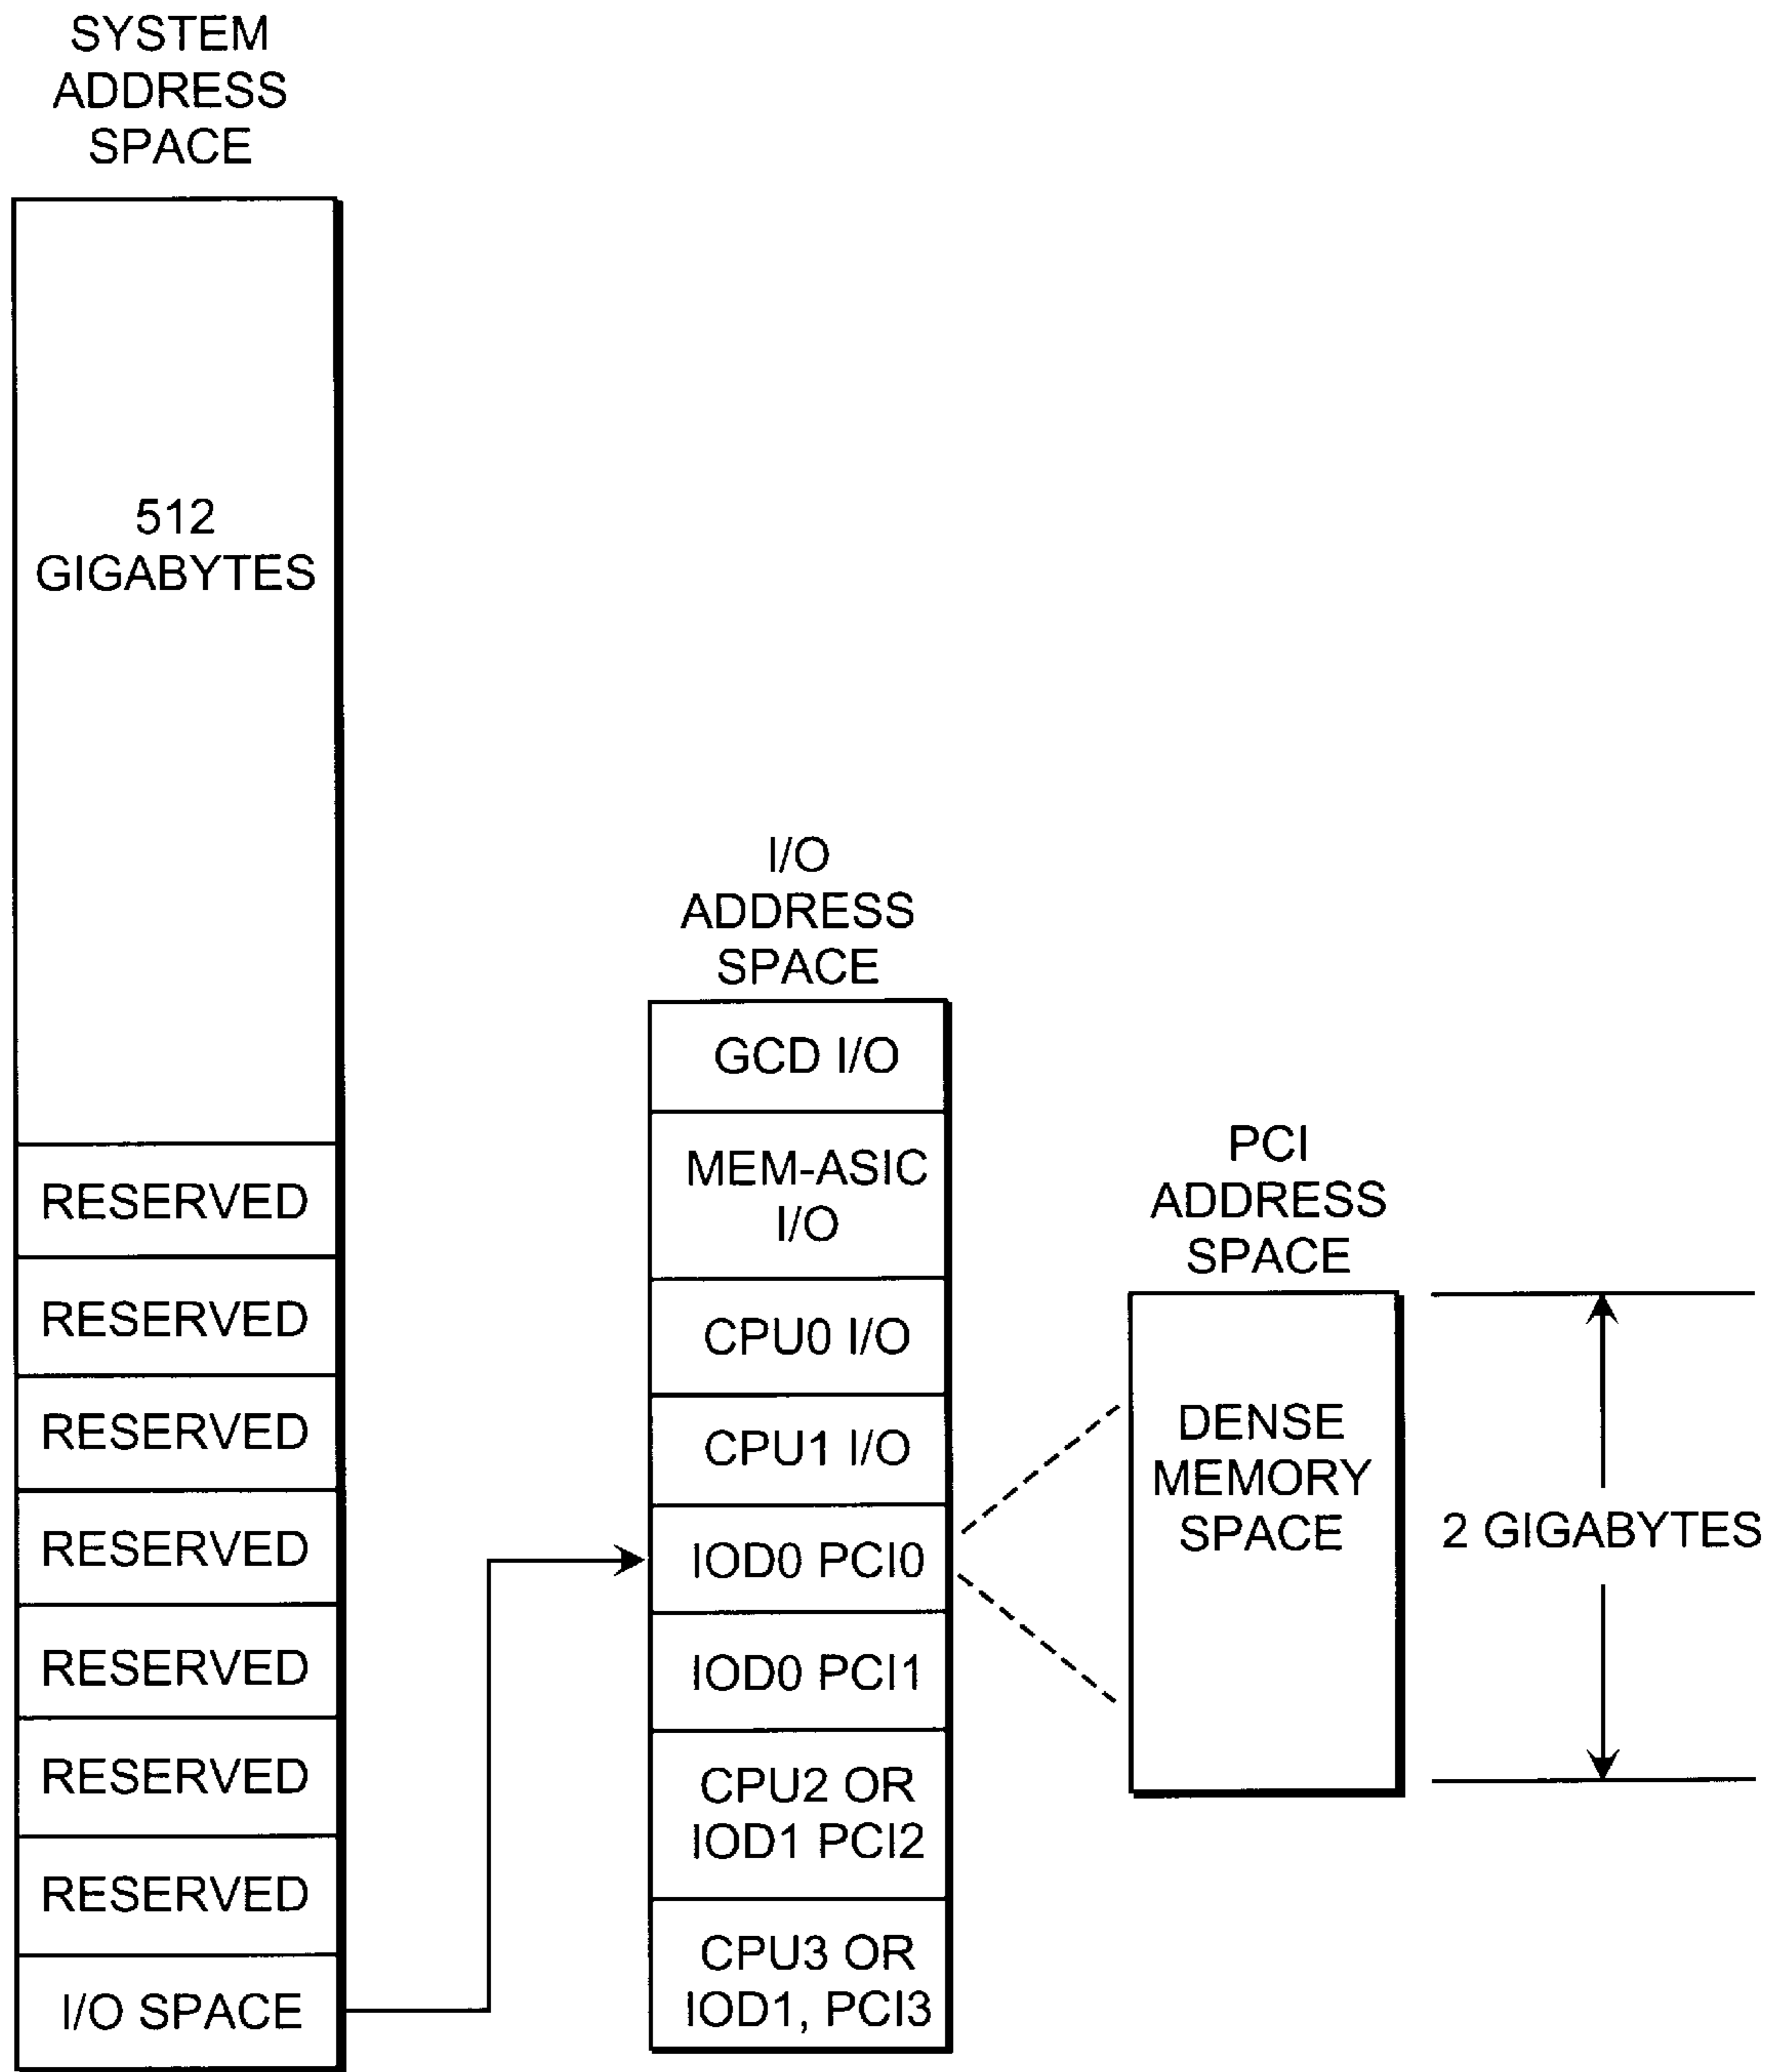 SYSTEM
ADDRESS
SPACE
512
GIGABYTES
RESERVED
RESERVED
RESERVED
RESERVED
RESERVED
RESERVED
RESERVED
I/O SPACE
I/O
ADDRESS
SPACE
GCD I/O
MEM-ASIC
I/O
CPU0 I/O
CPU1 I/O
IOD0 PCI0
IOD0 PCI1
CPU2 OR
IOD1 PCI2
CPU3 OR
IOD1, PCI3
PCI
ADDRESS
SPACE
DENSE
MEMORY
SPACE
2 GIGABYTES